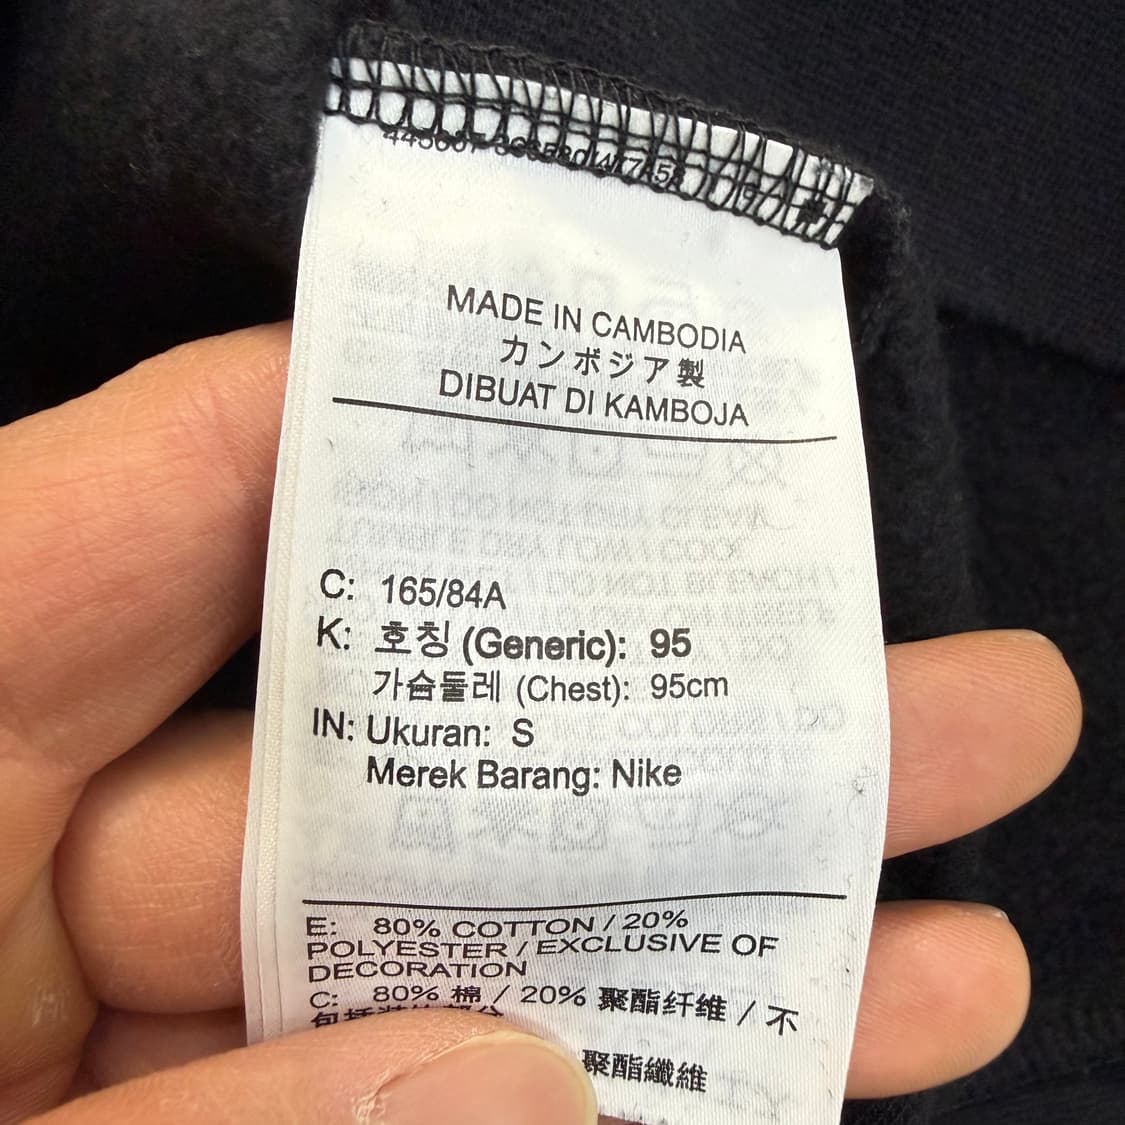 MADE IN CAMBODIA
カンボジア製
DIBUAT DI KAMBOJA
C: 165/84A
K: 호칭 (Generic): 95
가슴둘레 (Chest): 95cm
IN: Ukuran: S
Merek Barang: Nike
E: 80% COTTON / 20%
POLYESTER / EXCLUSIVE OF
DECORATION
C: 80% 棉 / 20% 聚酯纤维 / 不
聚酯纖維